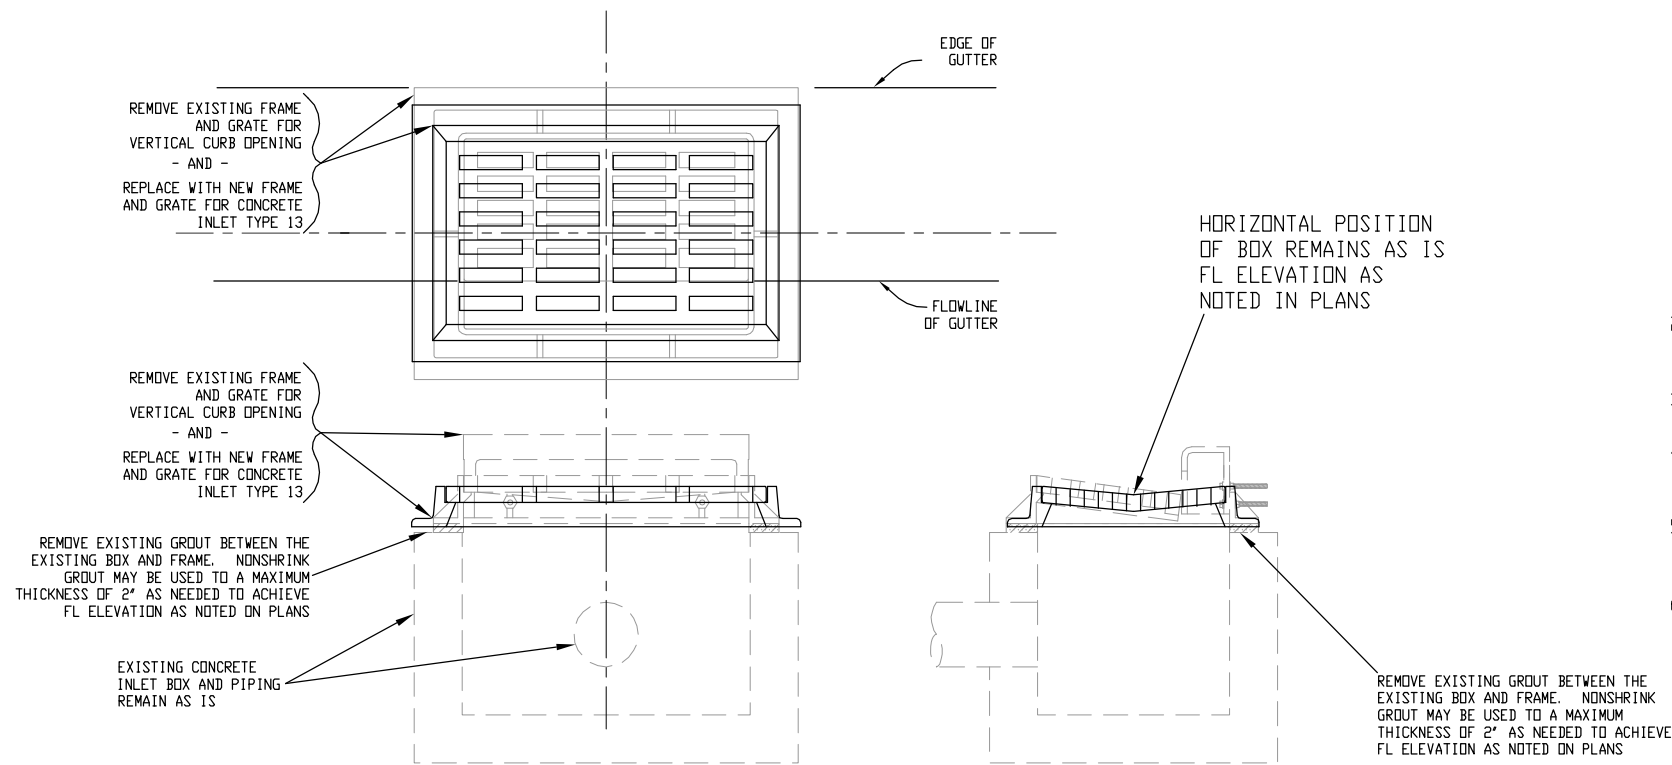 EDGE OF
GUTTER
REMOVE EXISTING FRAME
AND GRATE FOR
VERTICAL CURB OPENING
- AND -
REPLACE WITH NEW FRAME
AND GRATE FOR CONCRETE
INLET TYPE 13
HORIZONTAL POSITION
OF BOX REMAINS AS IS
FL ELEVATION AS
NOTED IN PLANS
FLOWLINE
OF GUTTER
REMOVE EXISTING FRAME
AND GRATE FOR
VERTICAL CURB OPENING
- AND -
REPLACE WITH NEW FRAME
AND GRATE FOR CONCRETE
INLET TYPE 13
REMOVE EXISTING GROUT BETWEEN THE
EXISTING BOX AND FRAME. NONSHRINK
GROUT MAY BE USED TO A MAXIMUM
THICKNESS OF 2" AS NEEDED TO ACHIEVE
FL ELEVATION AS NOTED ON PLANS
EXISTING CONCRETE
INLET BOX AND PIPING
REMAIN AS IS
REMOVE EXISTING GROUT BETWEEN THE
EXISTING BOX AND FRAME. NONSHRINK
GROUT MAY BE USED TO A MAXIMUM
THICKNESS OF 2" AS NEEDED TO ACHIEVE
FL ELEVATION AS NOTED ON PLANS